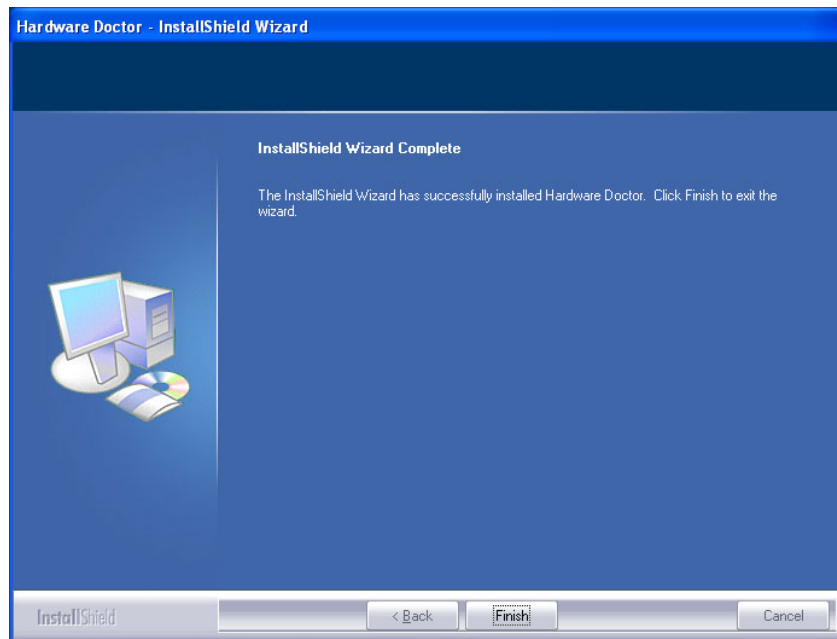 Hardware Doctor - InstallShield Wizard
InstallShield Wizard Complete
The InstallShield Wizard has successfully installed Hardware Doctor.  Click Finish to exit the
wizard.
InstallShield
< Back
Finish
Cancel